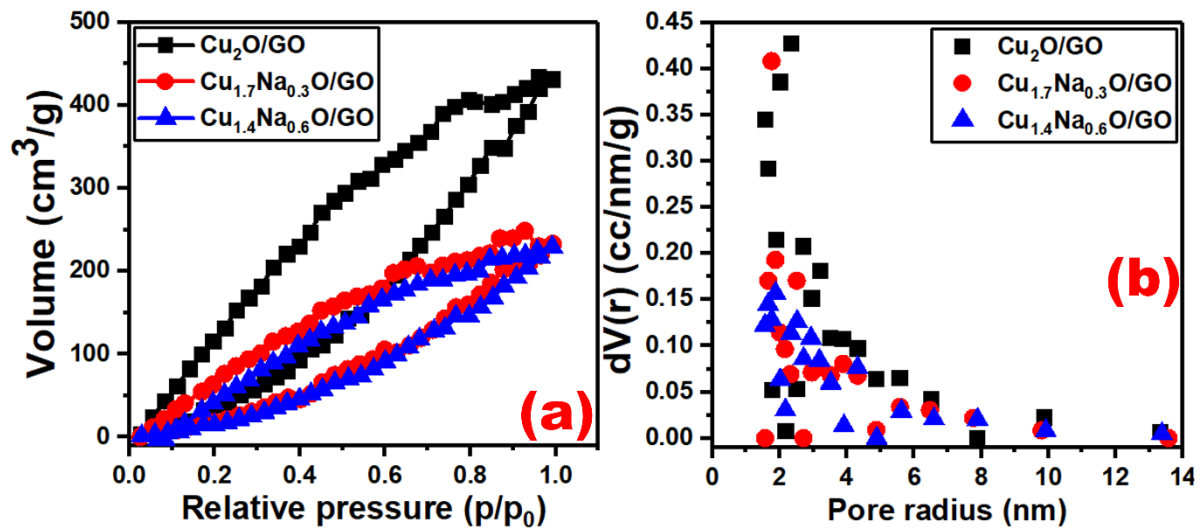 500
400
300
200
100
0
Volume (cm³/g)
Cu₂O/GO
Cu₁.₇Na₀.₃O/GO
Cu₁.₄Na₀.₆O/GO
(a)
0.0 0.2 0.4 0.6 0.8 1.0
Relative pressure (p/p₀)
0.45
0.40
0.35
0.30
0.25
0.20
0.15
0.10
0.05
0.00
dV(r) (cc/nm/g)
Cu₂O/GO
Cu₁.₇Na₀.₃O/GO
Cu₁.₄Na₀.₆O/GO
(b)
0 2 4 6 8 10 12 14
Pore radius (nm)